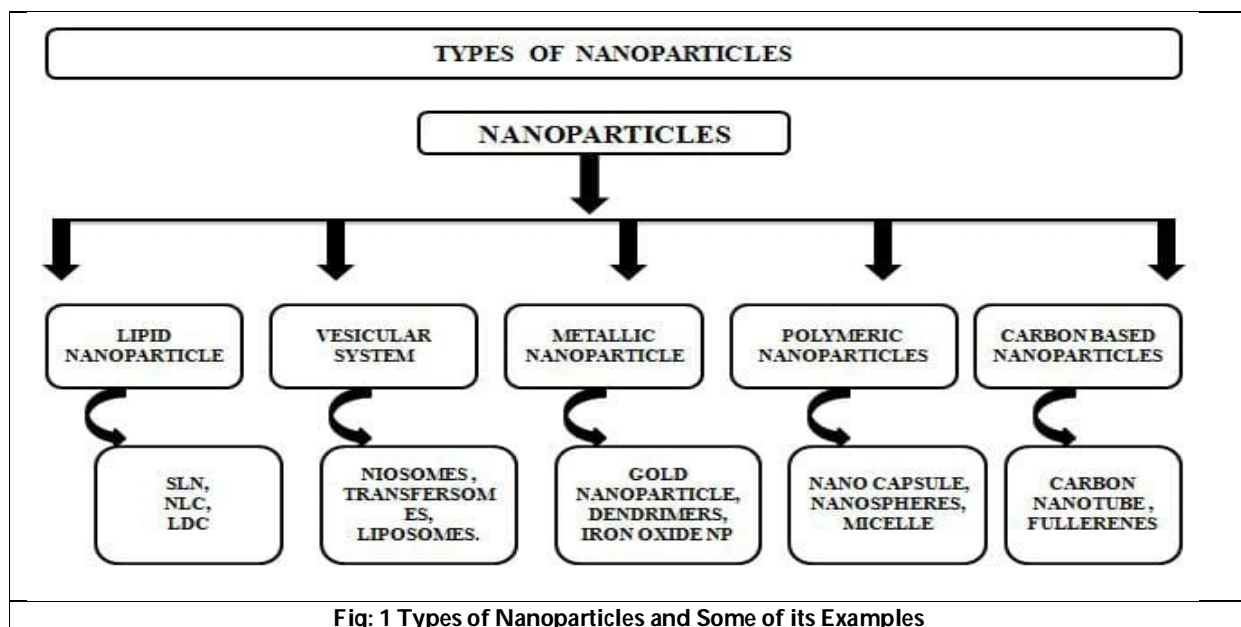 TYPES OF NANOPARTICLES
NANOPARTICLES
LIPID
NANOPARTICLE
VESICULAR
SYSTEM
METALLIC
NANOPARTICLE
POLYMERIC
NANOPARTICLES
CARBON BASED
NANOPARTICLES
SLN,
NLC,
LDC
NIOSOMES ,
TRANSFERSOM
ES,
LIPOSOMES.
GOLD
NANOPARTICLE,
DENDRIMERS,
IRON OXIDE NP
NANO CAPSULE,
NANOSPHERES,
MICELLE
CARBON
NANOTUBE ,
FULLERENES
Fig: 1 Types of Nanoparticles and Some of its Examples